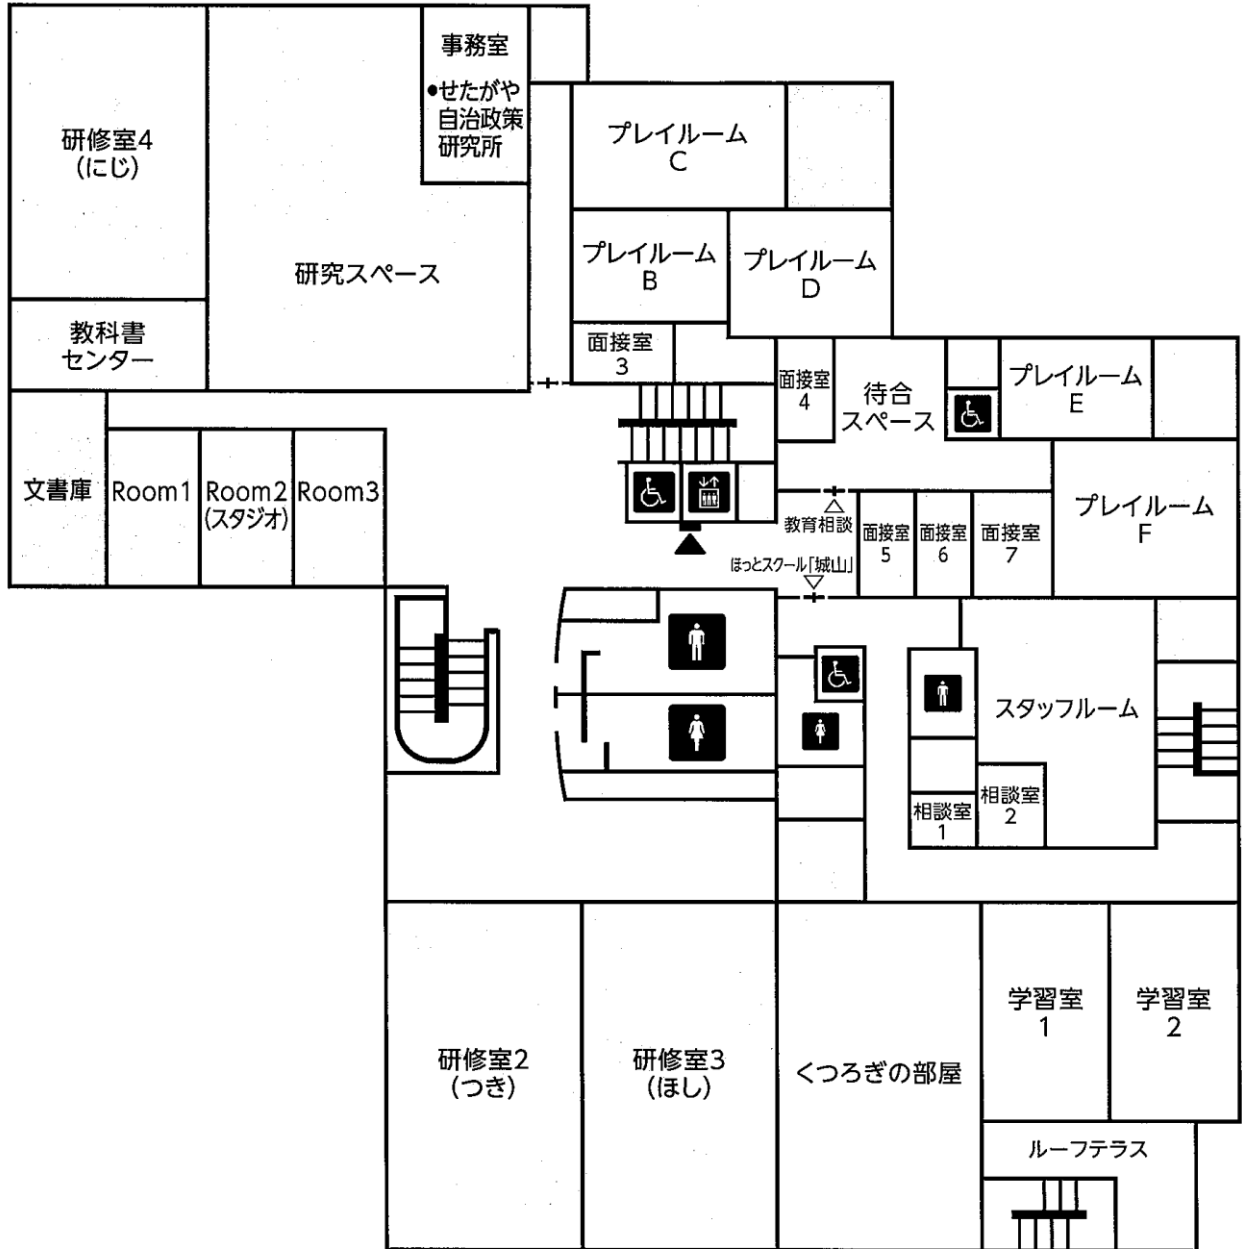 事務室
●せたがや
自治政策
研究所
研修室4
(にじ)
プレイルーム
C
研究スペース
プレイルーム
B
プレイルーム
D
教科書
センター
面接室
3
面接室
4
待合
スペース
プレイルーム
E
文書庫
Room1
Room2
(スタジオ)
Room3
教育相談
面接室
5
面接室
6
面接室
7
プレイルーム
F
ほっとスクール「城山」
スタッフルーム
相談室
1
相談室
2
研修室2
(つき)
研修室3
(ほし)
くつろぎの部屋
学習室
1
学習室
2
ルーフテラス